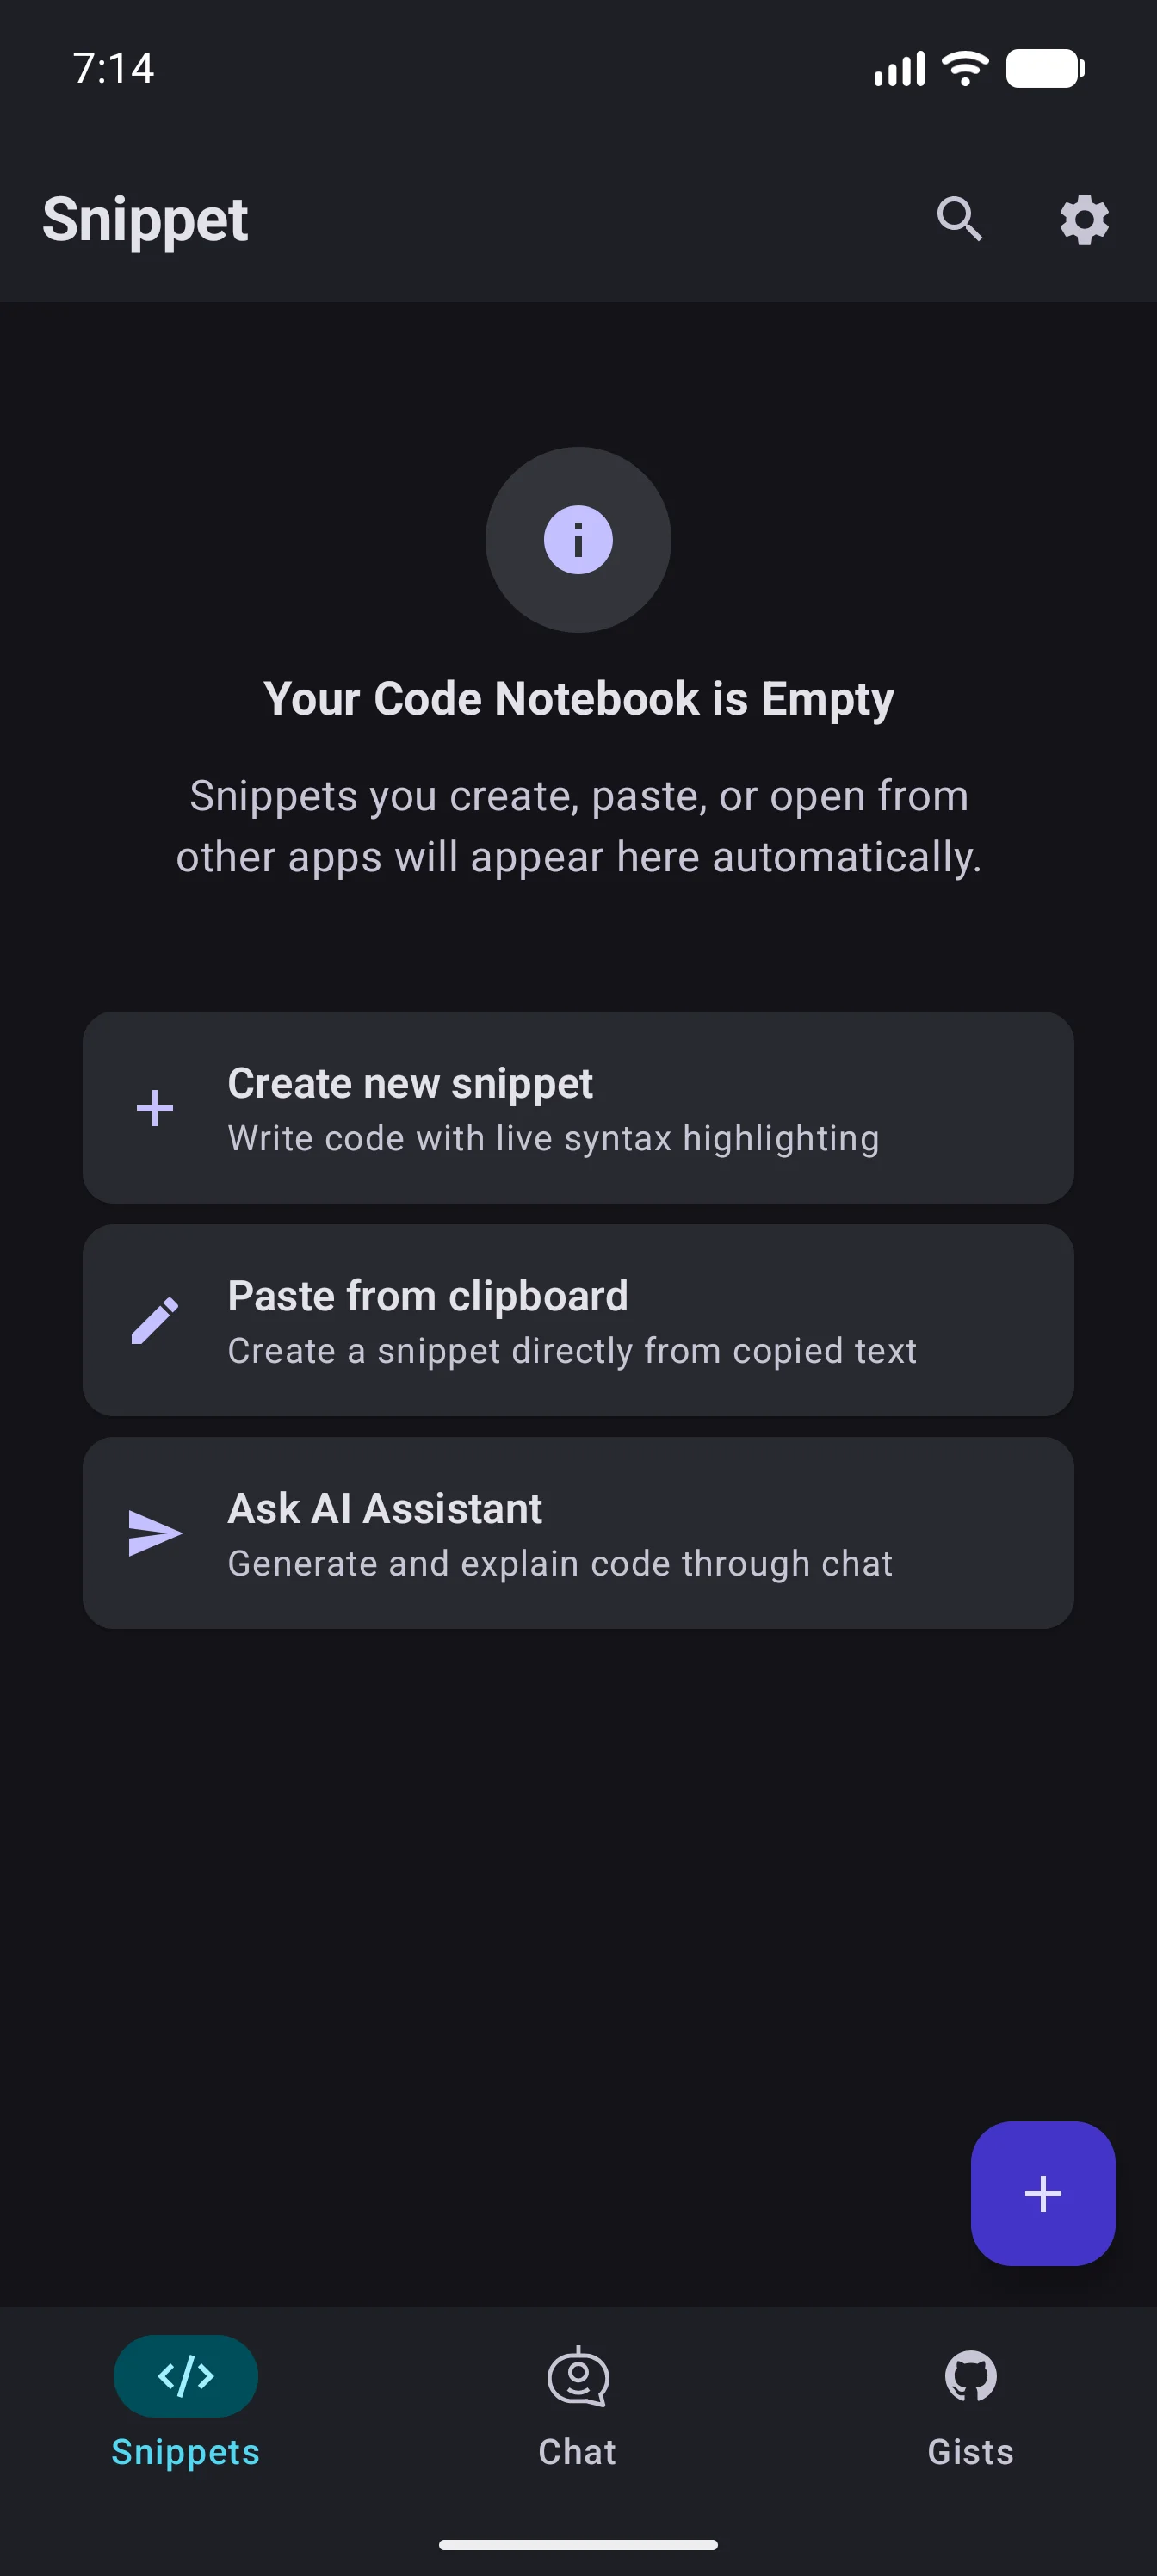 7:14
Snippet
Your Code Notebook is Empty
Snippets you create, paste, or open from
other apps will appear here automatically.
Create new snippet
Write code with live syntax highlighting
Paste from clipboard
Create a snippet directly from copied text
Ask AI Assistant
Generate and explain code through chat
Snippets
Chat
Gists